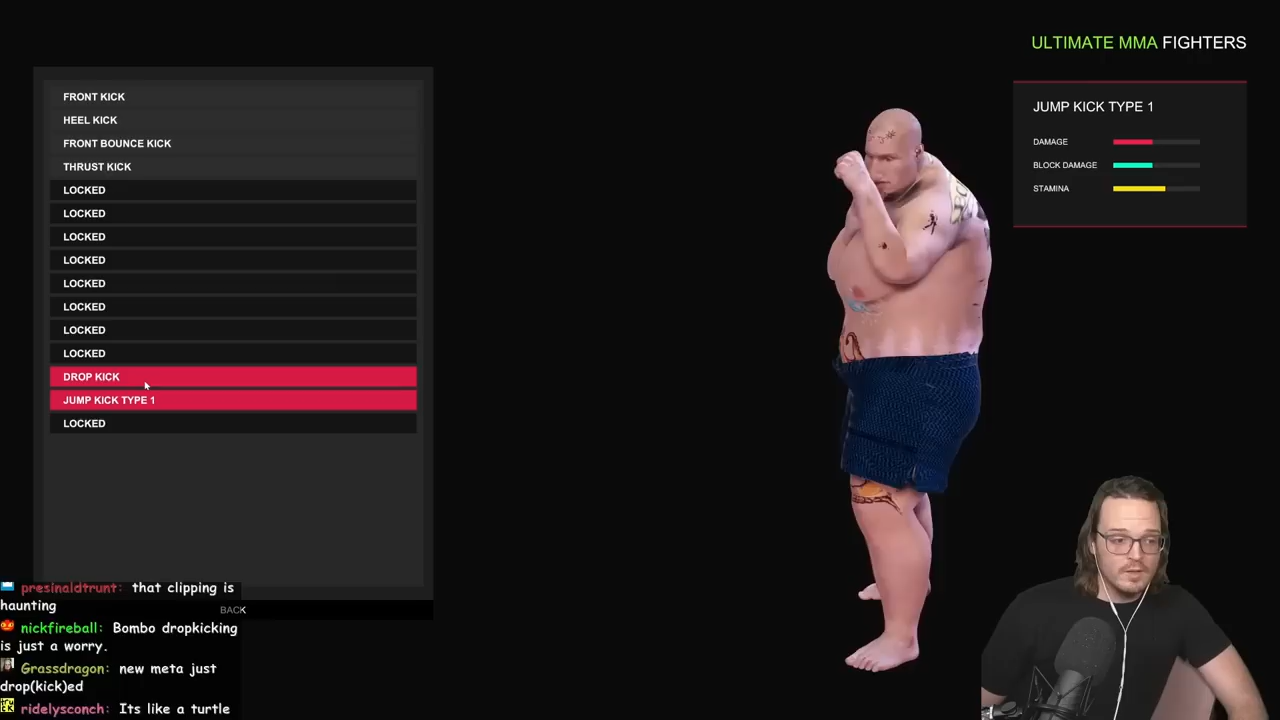 ULTIMATE MMA FIGHTERS
FRONT KICK
HEEL KICK
FRONT BOUNCE KICK
THRUST KICK
LOCKED
LOCKED
LOCKED
LOCKED
LOCKED
LOCKED
LOCKED
LOCKED
DROP KICK
JUMP KICK TYPE 1
LOCKED
BACK
JUMP KICK TYPE 1
DAMAGE
BLOCK DAMAGE
STAMINA
presinaldtrunt: that clipping is
haunting
nickfireball: Bombo dropkicking
is just a worry.
Grassdragon: new meta just
drop(kick)ed
ridelysconch: Its like a turtle